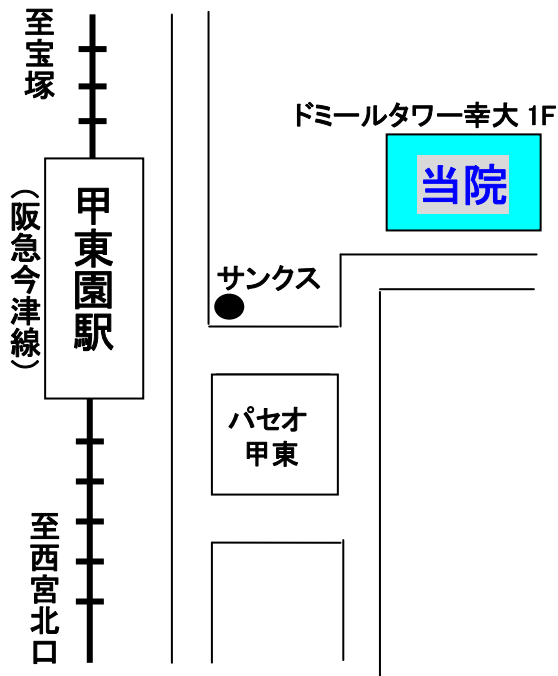 至宝塚
ドミールタワー幸大 1F
当院
甲東園駅
(阪急今津線)
サンクス
パセオ
甲東
至西宮北口